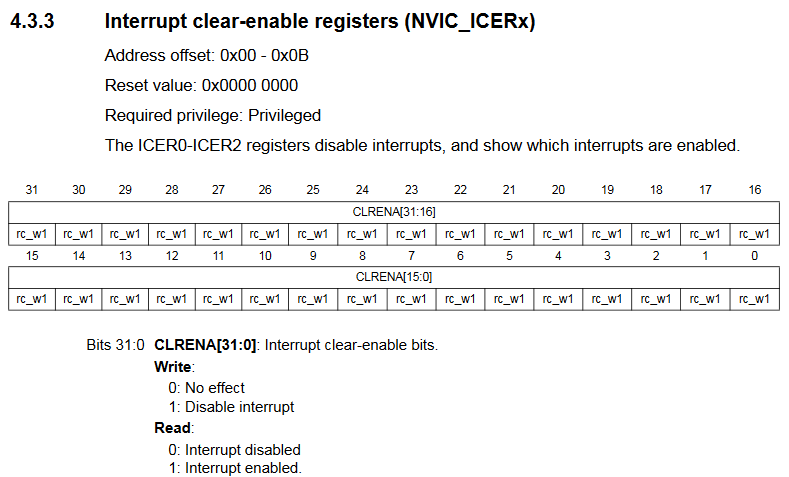 4.3.3 Interrupt clear-enable registers (NVIC_ICERx)
Address offset: 0x00 - 0x0B
Reset value: 0x0000 0000
Required privilege: Privileged
The ICER0-ICER2 registers disable interrupts, and show which interrupts are enabled.
31 30 29 28 27 26 25 24 23 22 21 20 19 18 17 16
CLRENA[31:16]
rc_w1 rc_w1 rc_w1 rc_w1 rc_w1 rc_w1 rc_w1 rc_w1 rc_w1 rc_w1 rc_w1 rc_w1 rc_w1 rc_w1 rc_w1 rc_w1
15 14 13 12 11 10 9 8 7 6 5 4 3 2 1 0
CLRENA[15:0]
rc_w1 rc_w1 rc_w1 rc_w1 rc_w1 rc_w1 rc_w1 rc_w1 rc_w1 rc_w1 rc_w1 rc_w1 rc_w1 rc_w1 rc_w1 rc_w1
Bits 31:0 CLRENA[31:0]: Interrupt clear-enable bits.
Write:
0: No effect
1: Disable interrupt
Read:
0: Interrupt disabled
1: Interrupt enabled.